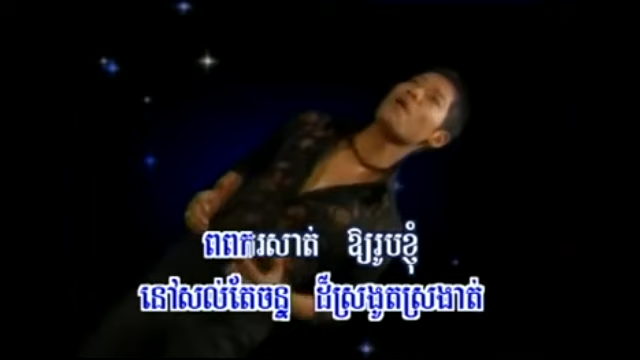 ពពករសាត់ ឱ្យរូបខ្ញុំ
នៅសល់តែចន្ទ ដ៏ស្រងូតស្រងាត់